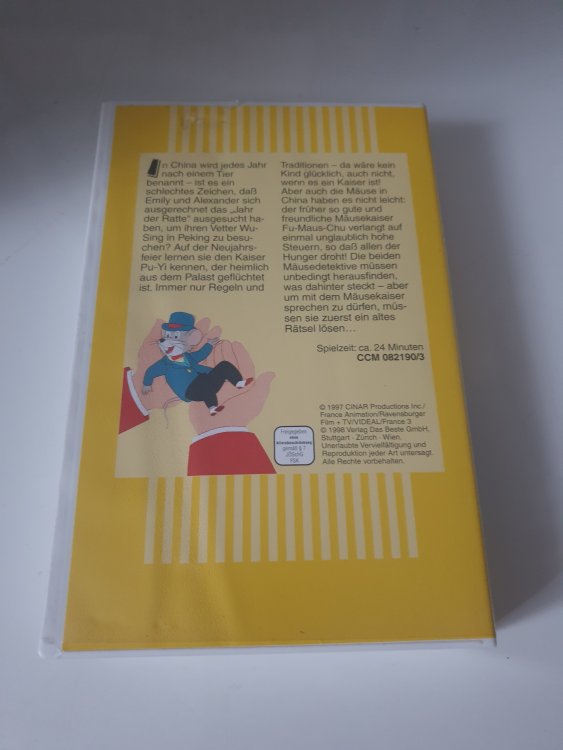 In China wird jedes Jahr
nach einem Tier
benannt – ist es ein
schlechtes Zeichen, daß
Emily und Alexander sich
ausgerechnet das „Jahr
der Ratte“ ausgesucht ha-
ben, um ihren Vetter Wu-
Sing in Peking zu besu-
chen? Auf der Neujahrs-
feier lernen sie den Kaiser
Pu-Yi kennen, der heimlich
aus dem Palast geflüchtet
ist. Immer nur Regeln und
Traditionen – da wäre kein
Kind glücklich, auch nicht,
wenn es ein Kaiser ist!
Aber auch die Mäuse in
China haben es nicht leicht:
der früher so gute und
freundliche Mäusekaiser
Fu-Maus-Chu verlangt auf
einmal unglaublich hohe
Steuern, so daß allen der
Hunger droht! Die beiden
Mäusedetektive müssen
unbedingt herausfinden,
was dahinter steckt – aber
um mit dem Mäusekaiser
sprechen zu dürfen, müs-
sen sie zuerst ein altes
Rätsel lösen…
Spielzeit: ca. 24 Minuten
CCM 082190/3
© 1997 CINAR Productions Inc./
France Animation/Ravensburger
Film + TV/VIDEAL/France 3
© 1998 Verlag Das Beste GmbH,
Stuttgart · Zürich · Wien.
Unerlaubte Vervielfältigung und
Reproduktion jeder Art untersagt.
Alle Rechte vorbehalten.
Freigegeben
ohne
Altersbeschränkung
gemäß § 7
JÖSchG
FSK